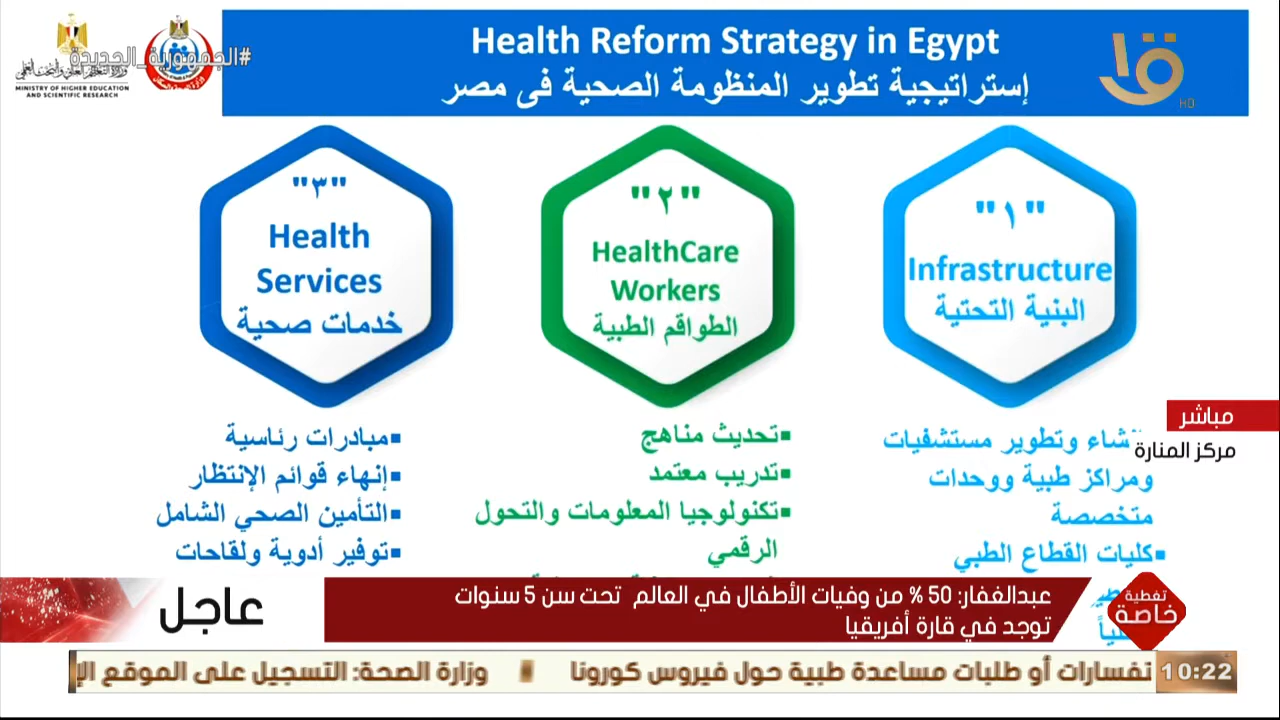 #الجمهورية_الجديدة
MINISTRY OF HIGHER EDUCATION
AND SCIENTIFIC RESEARCH
Health Reform Strategy in Egypt
إستراتيجية تطوير المنظومة الصحية فى مصر
HD
"١"
Infrastructure
البنية التحتية
"٢"
HealthCare
Workers
الطواقم الطبية
"٣"
Health
Services
خدمات صحية
وتطوير مستشفيات
ومراكز طبية ووحدات
متخصصة
▪كليات القطاع الطبي
▪تحديث مناهج
▪تدريب معتمد
▪تكنولوجيا المعلومات والتحول
الرقمي
▪مبادرات رئاسية
▪إنهاء قوائم الإنتظار
▪التأمين الصحي الشامل
▪توفير أدوية ولقاحات
مباشر
مركز المنارة
تغطية
خاصة
عبدالغفار: 50 % من وفيات الأطفال في العالم تحت سن 5 سنوات
توجد في قارة أفريقيا
عاجل
10:22
تفسارات أو طلبات مساعدة طبية حول فيروس كورونا
وزارة الصحة: التسجيل على الموقع الإ